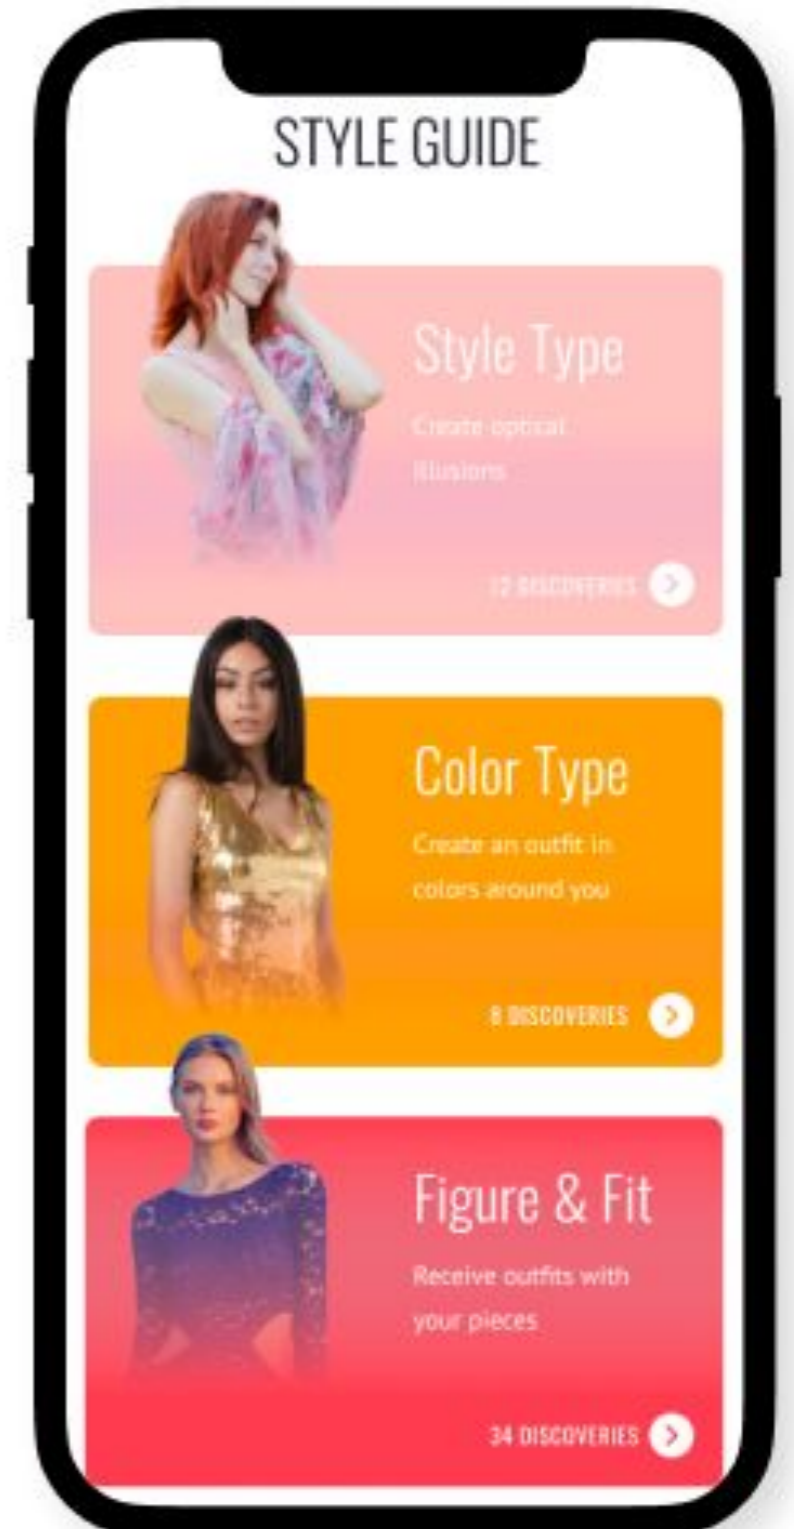 STYLE GUIDE
Style Type
Create optical
illusions
12 DISCOVERIES
Color Type
Create an outfit in
colors around you
8 DISCOVERIES
Figure & Fit
Receive outfits with
your pieces
34 DISCOVERIES